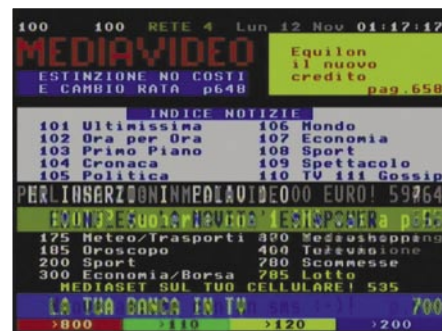 100 100 RETE 4 Lun 12 Nov 01:17:17
MEDIAVIDEO
Equilon
il nuovo
credito
pag.658
ESTINZIONE NO COSTI
E CAMBIO RATA p648
INDICE NOTIZIE
101 Ultimissima 106 Mondo
102 Ora per Ora 107 Economia
103 Primo Piano 108 Sport
104 Cronaca 109 Spettacolo
105 Politica 110 TV 111 Gossip
EURO!
175 Meteo/Trasporti
185 Oroscopo
200 Sport 780 Scommesse
300 Economia/Borsa 785 Lotto
MEDIASET SUL TUO CELLULARE! 535
LA TUA BANCA IN TV 700
>800 >110 >120 >200